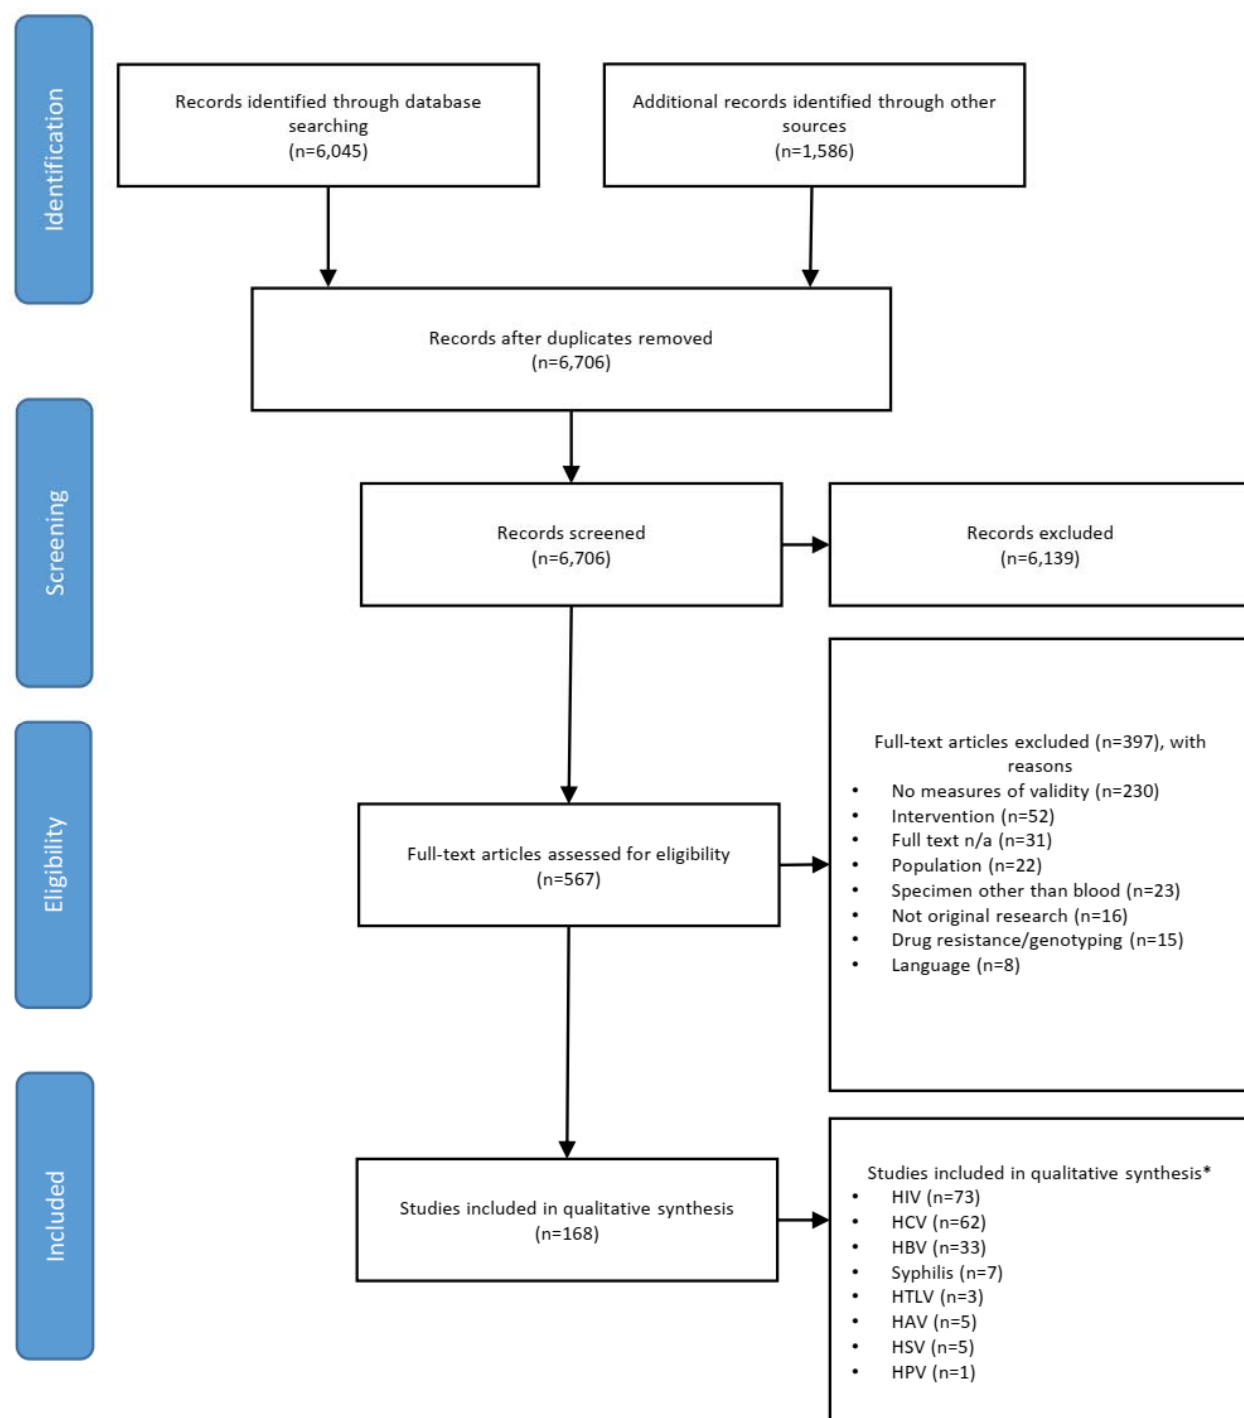 Identification
Records identified through database
searching
(n=6,045)
Additional records identified through other
sources
(n=1,586)
Records after duplicates removed
(n=6,706)
Screening
Records screened
(n=6,706)
Records excluded
(n=6,139)
Eligibility
Full-text articles assessed for eligibility
(n=567)
Full-text articles excluded (n=397), with
reasons
• No measures of validity (n=230)
• Intervention (n=52)
• Full text n/a (n=31)
• Population (n=22)
• Specimen other than blood (n=23)
• Not original research (n=16)
• Drug resistance/genotyping (n=15)
• Language (n=8)
Included
Studies included in qualitative synthesis
(n=168)
Studies included in qualitative synthesis*
• HIV (n=73)
• HCV (n=62)
• HBV (n=33)
• Syphilis (n=7)
• HTLV (n=3)
• HAV (n=5)
• HSV (n=5)
• HPV (n=1)